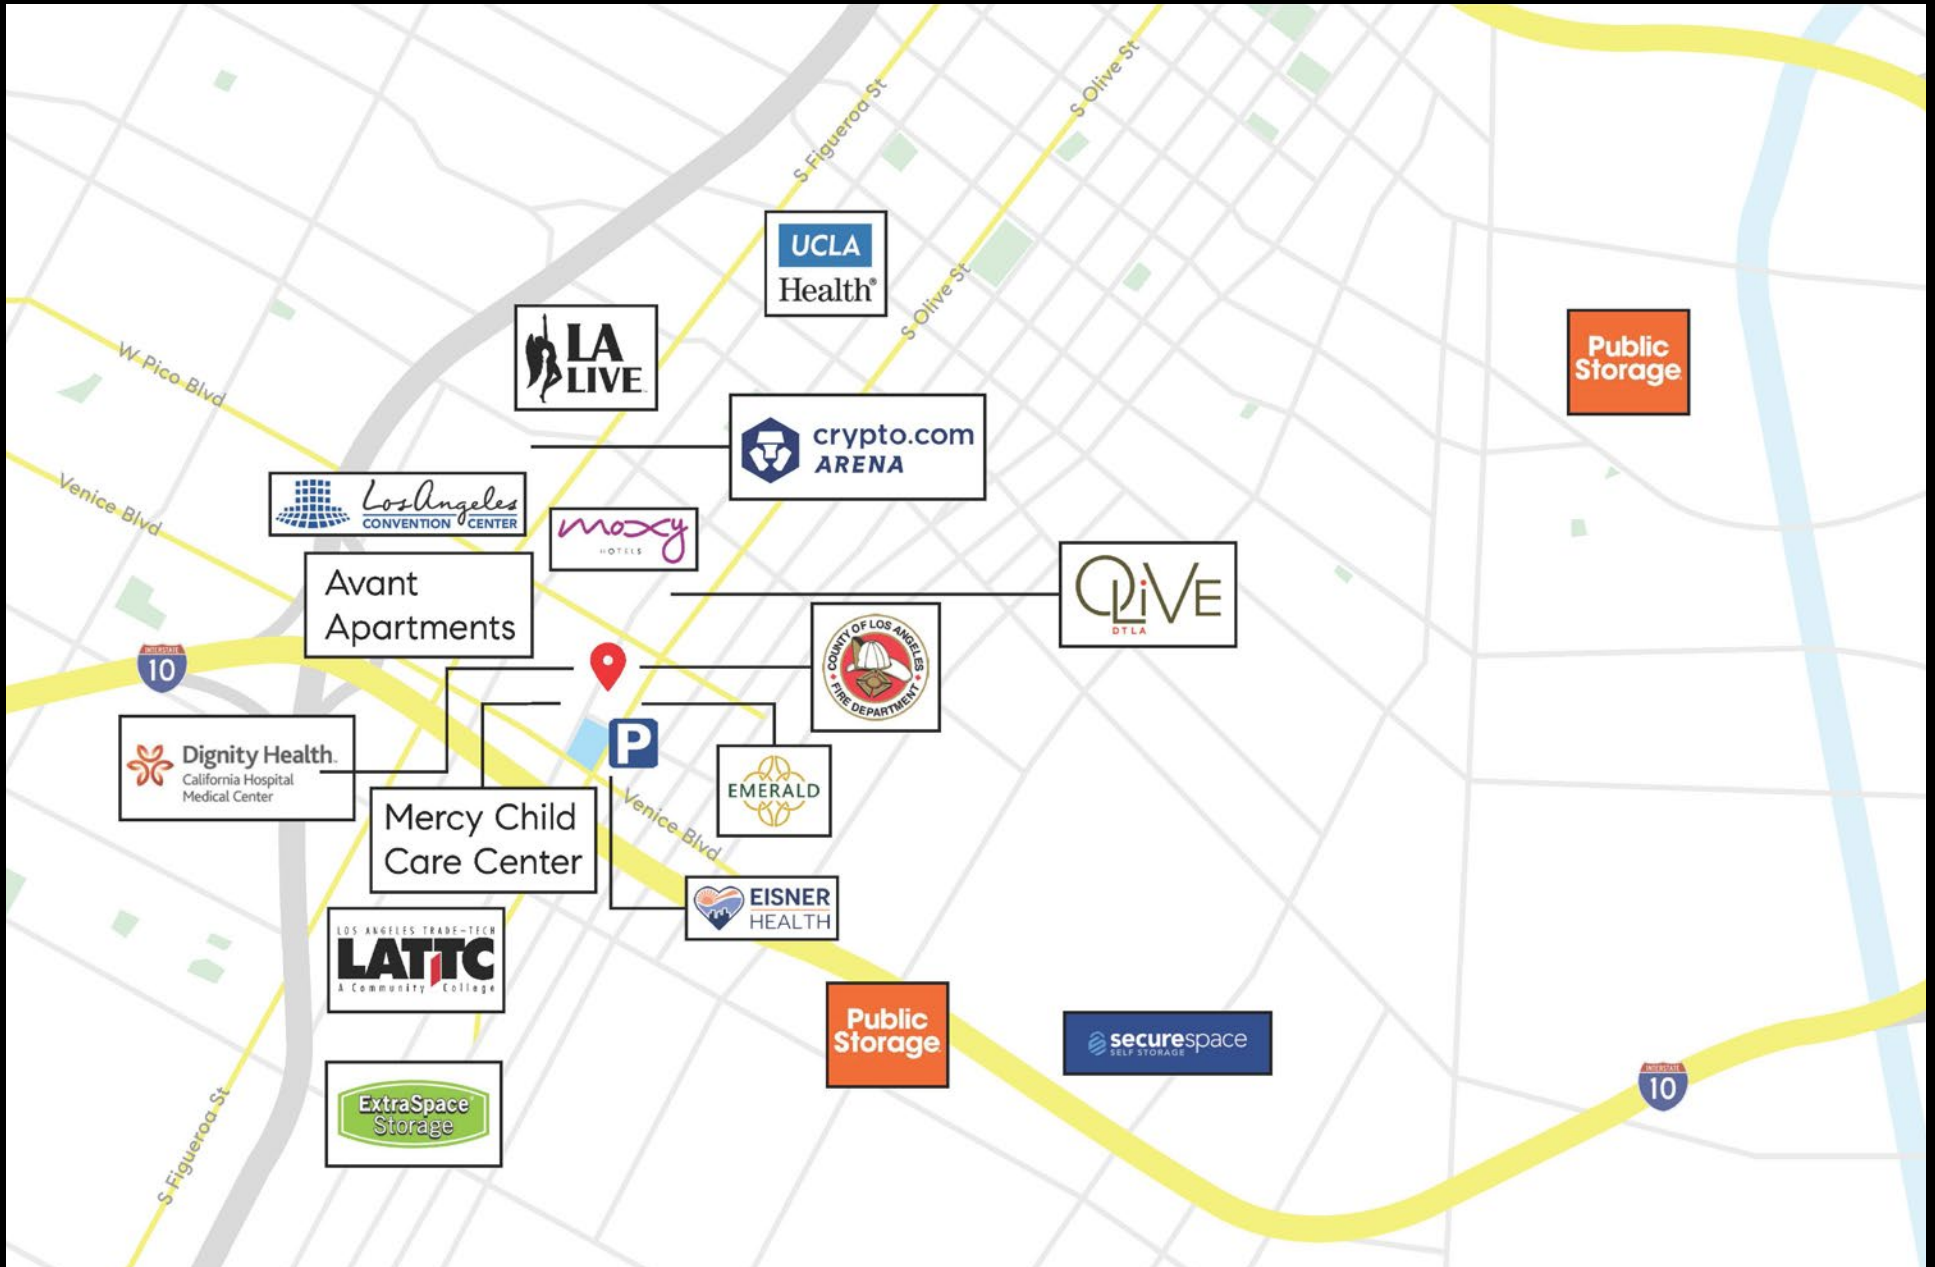 S Figueroa St
S Olive St
UCLA
Health®
S Olive St
LA
LIVE
Public
Storage
W Pico Blvd
crypto.com
ARENA
Venice Blvd
Los Angeles
CONVENTION CENTER
moxy
HOTELS
OLiVE
DTLA
Avant
Apartments
COUNTY OF LOS ANGELES
FIRE DEPARTMENT
INTERSTATE
10
P
Dignity Health
California Hospital
Medical Center
EMERALD
Mercy Child
Care Center
Venice Blvd
EISNER
HEALTH
LOS ANGELES TRADE-TECH
LATTC
A Community College
Public
Storage
securespace
SELF STORAGE
INTERSTATE
10
ExtraSpace
Storage
S Figueroa St